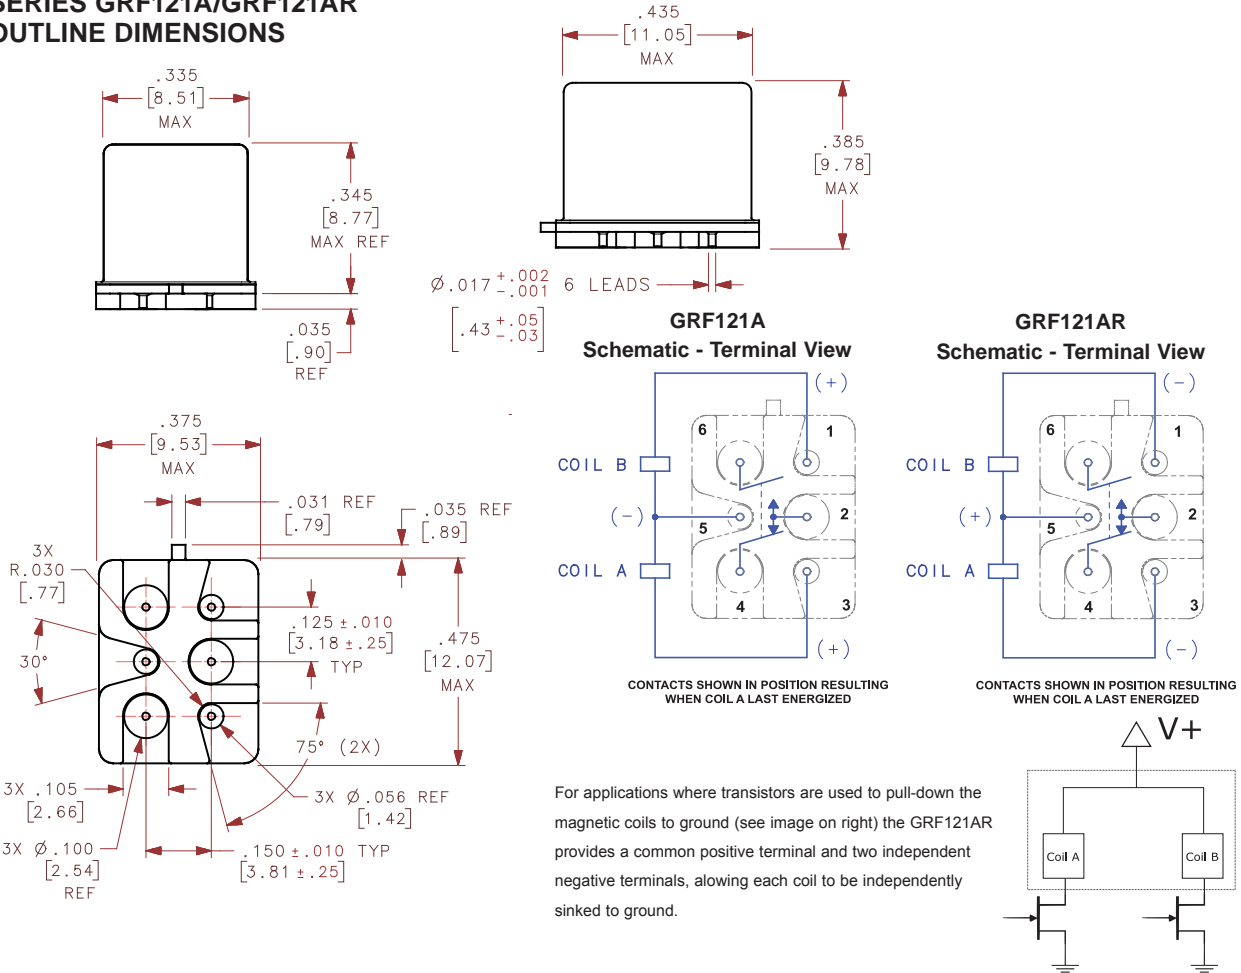 SERIES GRF121A/GRF121AR
OUTLINE DIMENSIONS
.335
[8.51]
MAX
.345
[8.77]
MAX REF
.035
[.90]
REF
.435
[11.05]
MAX
.385
[9.78]
MAX
Ø.017 +.002 -.001 6 LEADS
[.43 +.05 -.03]
.375
[9.53]
MAX
.031 REF
[.79]
.035 REF
[.89]
3X
R.030
[.77]
30°
.125 ±.010
[3.18 ±.25]
TYP
.475
[12.07]
MAX
75° (2X)
3X .105
[2.66]
3X Ø.056 REF
[1.42]
3X Ø.100
[2.54]
REF
.150 ±.010 TYP
[3.81 ±.25]
GRF121A
Schematic - Terminal View
(+)
6
1
COIL B
(-)
5
2
COIL A
4
3
(+)
CONTACTS SHOWN IN POSITION RESULTING
WHEN COIL A LAST ENERGIZED
GRF121AR
Schematic - Terminal View
(-)
6
1
COIL B
(+)
5
2
COIL A
4
3
(-)
CONTACTS SHOWN IN POSITION RESULTING
WHEN COIL A LAST ENERGIZED
For applications where transistors are used to pull-down the
magnetic coils to ground (see image on right) the GRF121AR
provides a common positive terminal and two independent
negative terminals, alowing each coil to be independently
sinked to ground.
V+
Coil A
Coil B